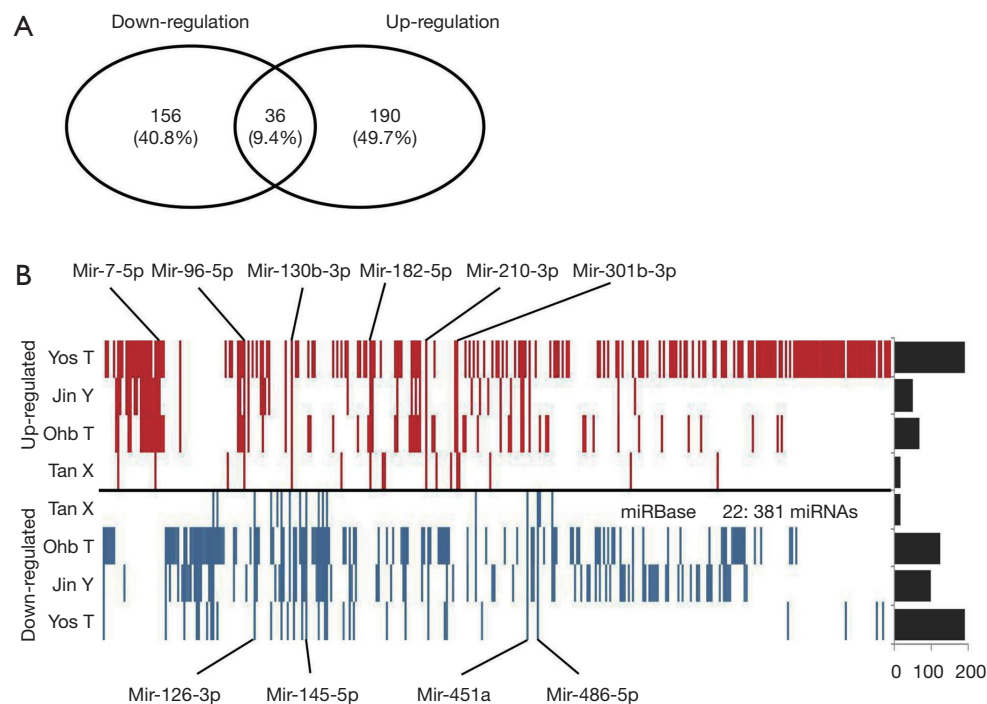 A
Down-regulation
Up-regulation
156
(40.8%)
36
(9.4%)
190
(49.7%)
B
Mir-7-5p
Mir-96-5p
Mir-130b-3p
Mir-182-5p
Mir-210-3p
Mir-301b-3p
Up-regulated
Yos T
Jin Y
Ohb T
Tan X
Down-regulated
Tan X
Ohb T
Jin Y
Yos T
miRBase 22: 381 miRNAs
0 100 200
Mir-126-3p
Mir-145-5p
Mir-451a
Mir-486-5p